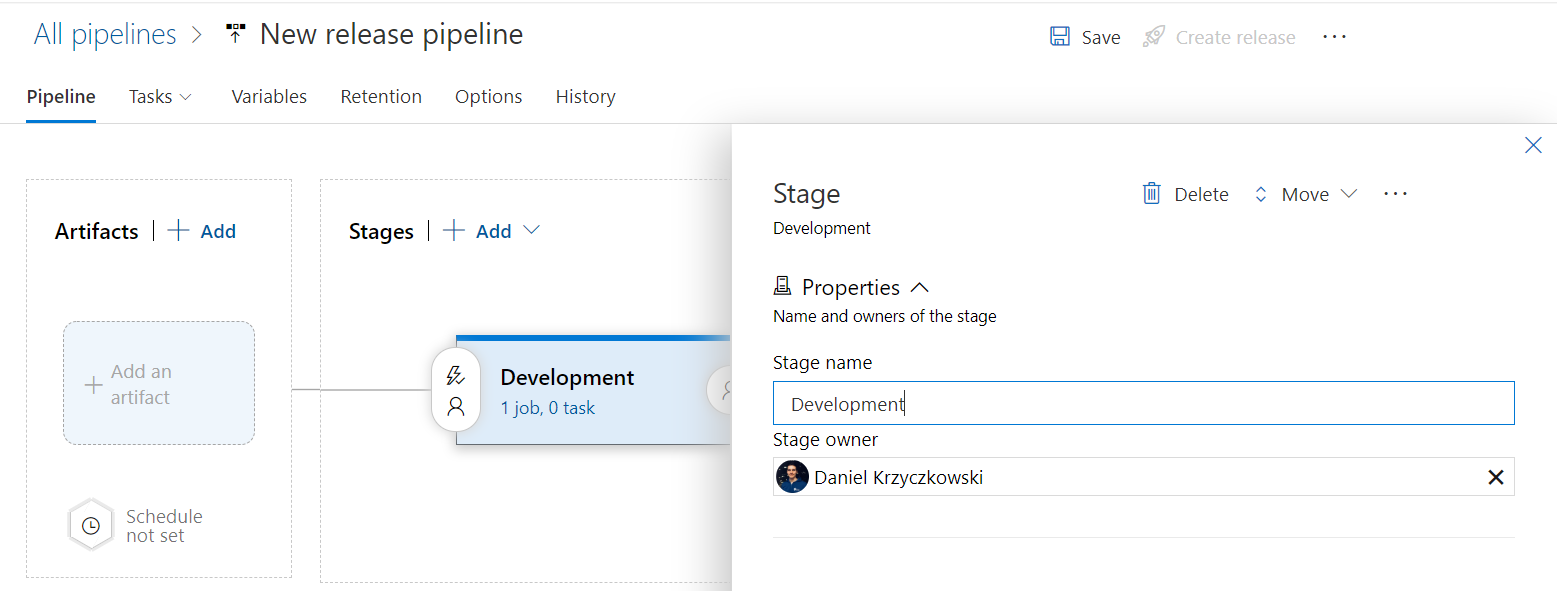 All pipelines > New release pipeline
Save Create release ...
Pipeline Tasks Variables Retention Options History
Artifacts | + Add
Stages | + Add
+ Add an
artifact
Schedule
not set
Development
1 job, 0 task
Stage
Delete Move ...
Development
Properties
Name and owners of the stage
Stage name
Development
Stage owner
Daniel Krzyczkowski